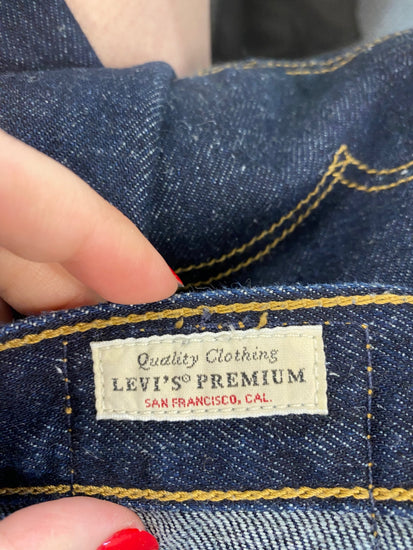 Quality Clothing
LEVI'S® PREMIUM
SAN FRANCISCO, CAL.